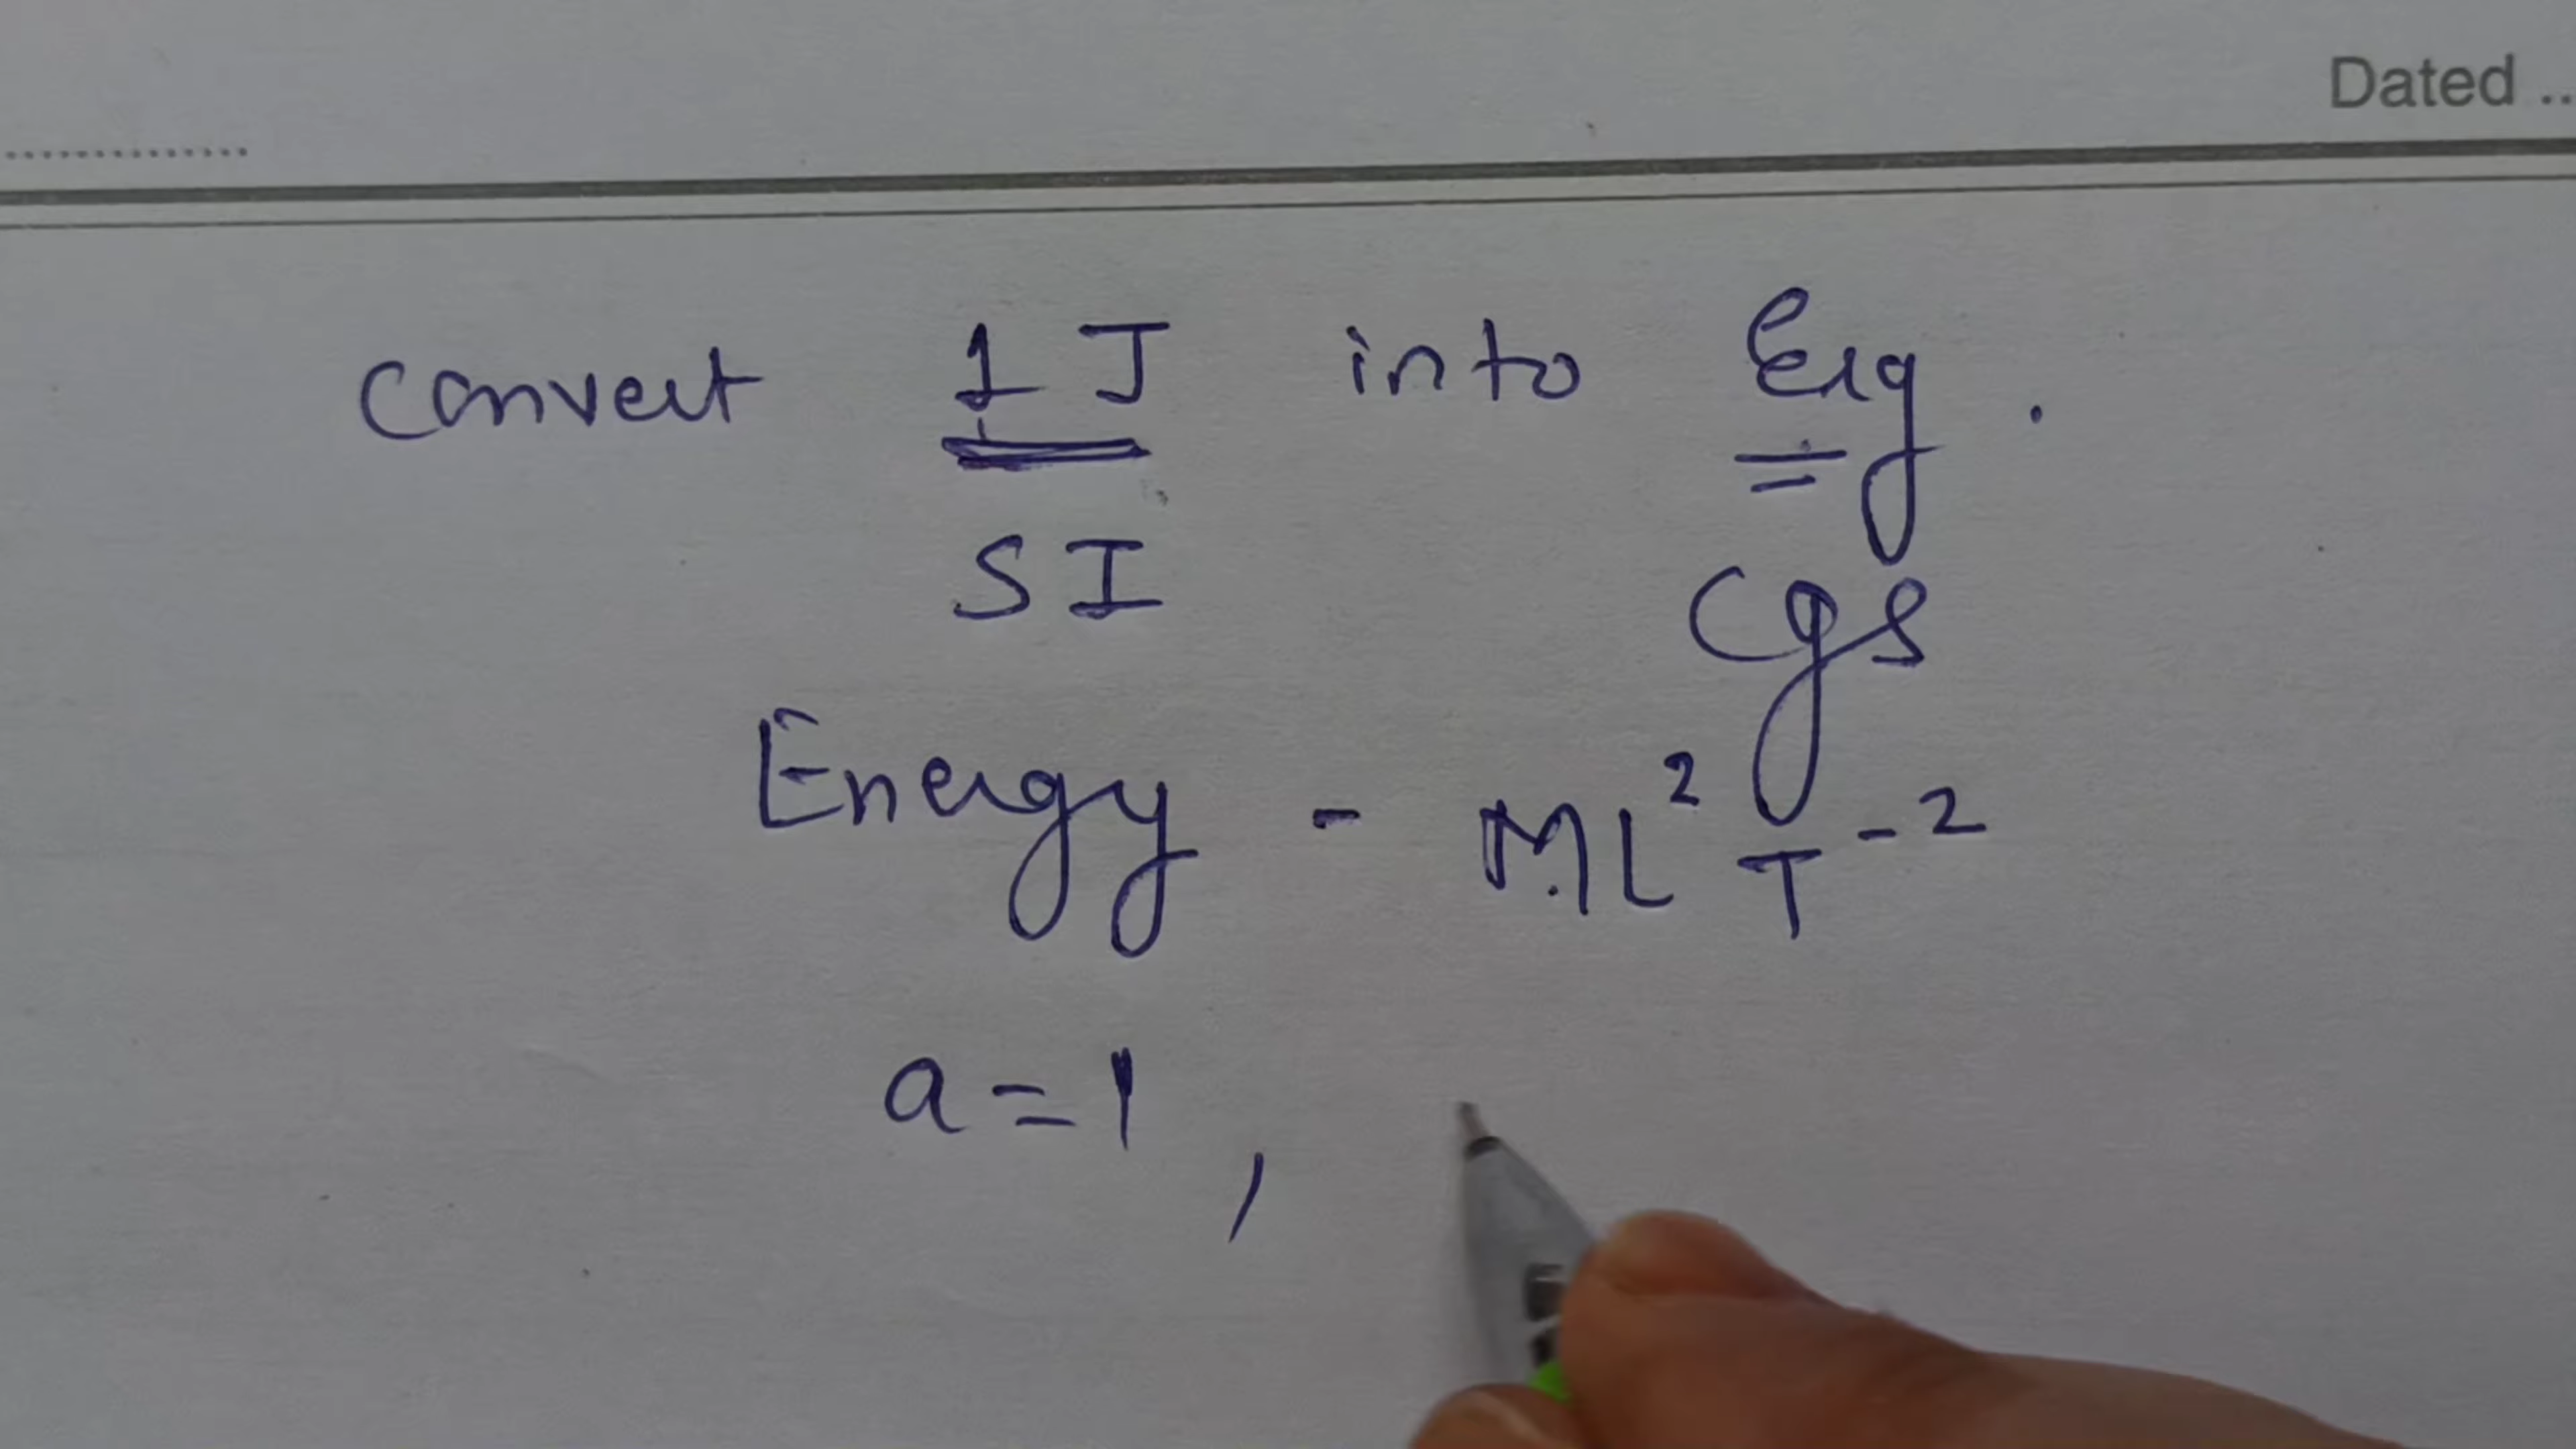 Dated ..
convert 1 J into Erg .
SI cgs
Energy - ML² T⁻²
a = 1 ,